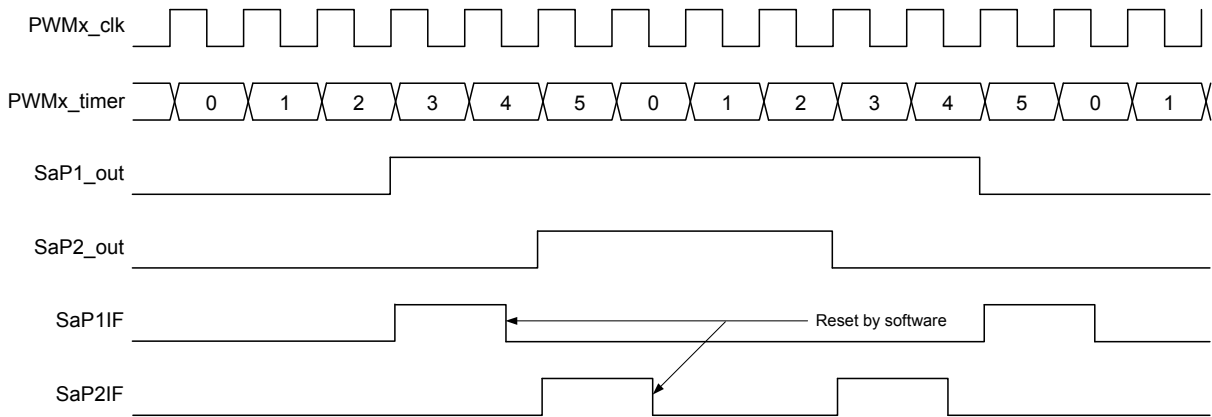 PWMx_clk
PWMx_timer 0 1 2 3 4 5 0 1 2 3 4 5 0 1
SaP1_out
SaP2_out
SaP1IF Reset by software
SaP2IF